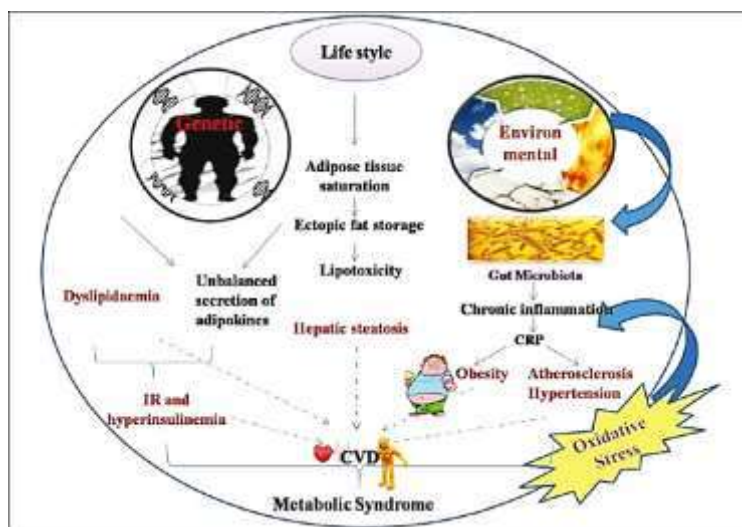 Life style
Genetic
Environ
mental
Adipose tissue
saturation
Ectopic fat storage
Lipotoxicity
Gut Microbiota
Dyslipidaemia
Unbalanced
secretion of
adipokines
Hepatic steatosis
Chronic inflammation
CRP
Obesity
Atherosclerosis
Hypertension
IR and
hyperinsulinemia
Oxidative
Stress
CVD
Metabolic Syndrome